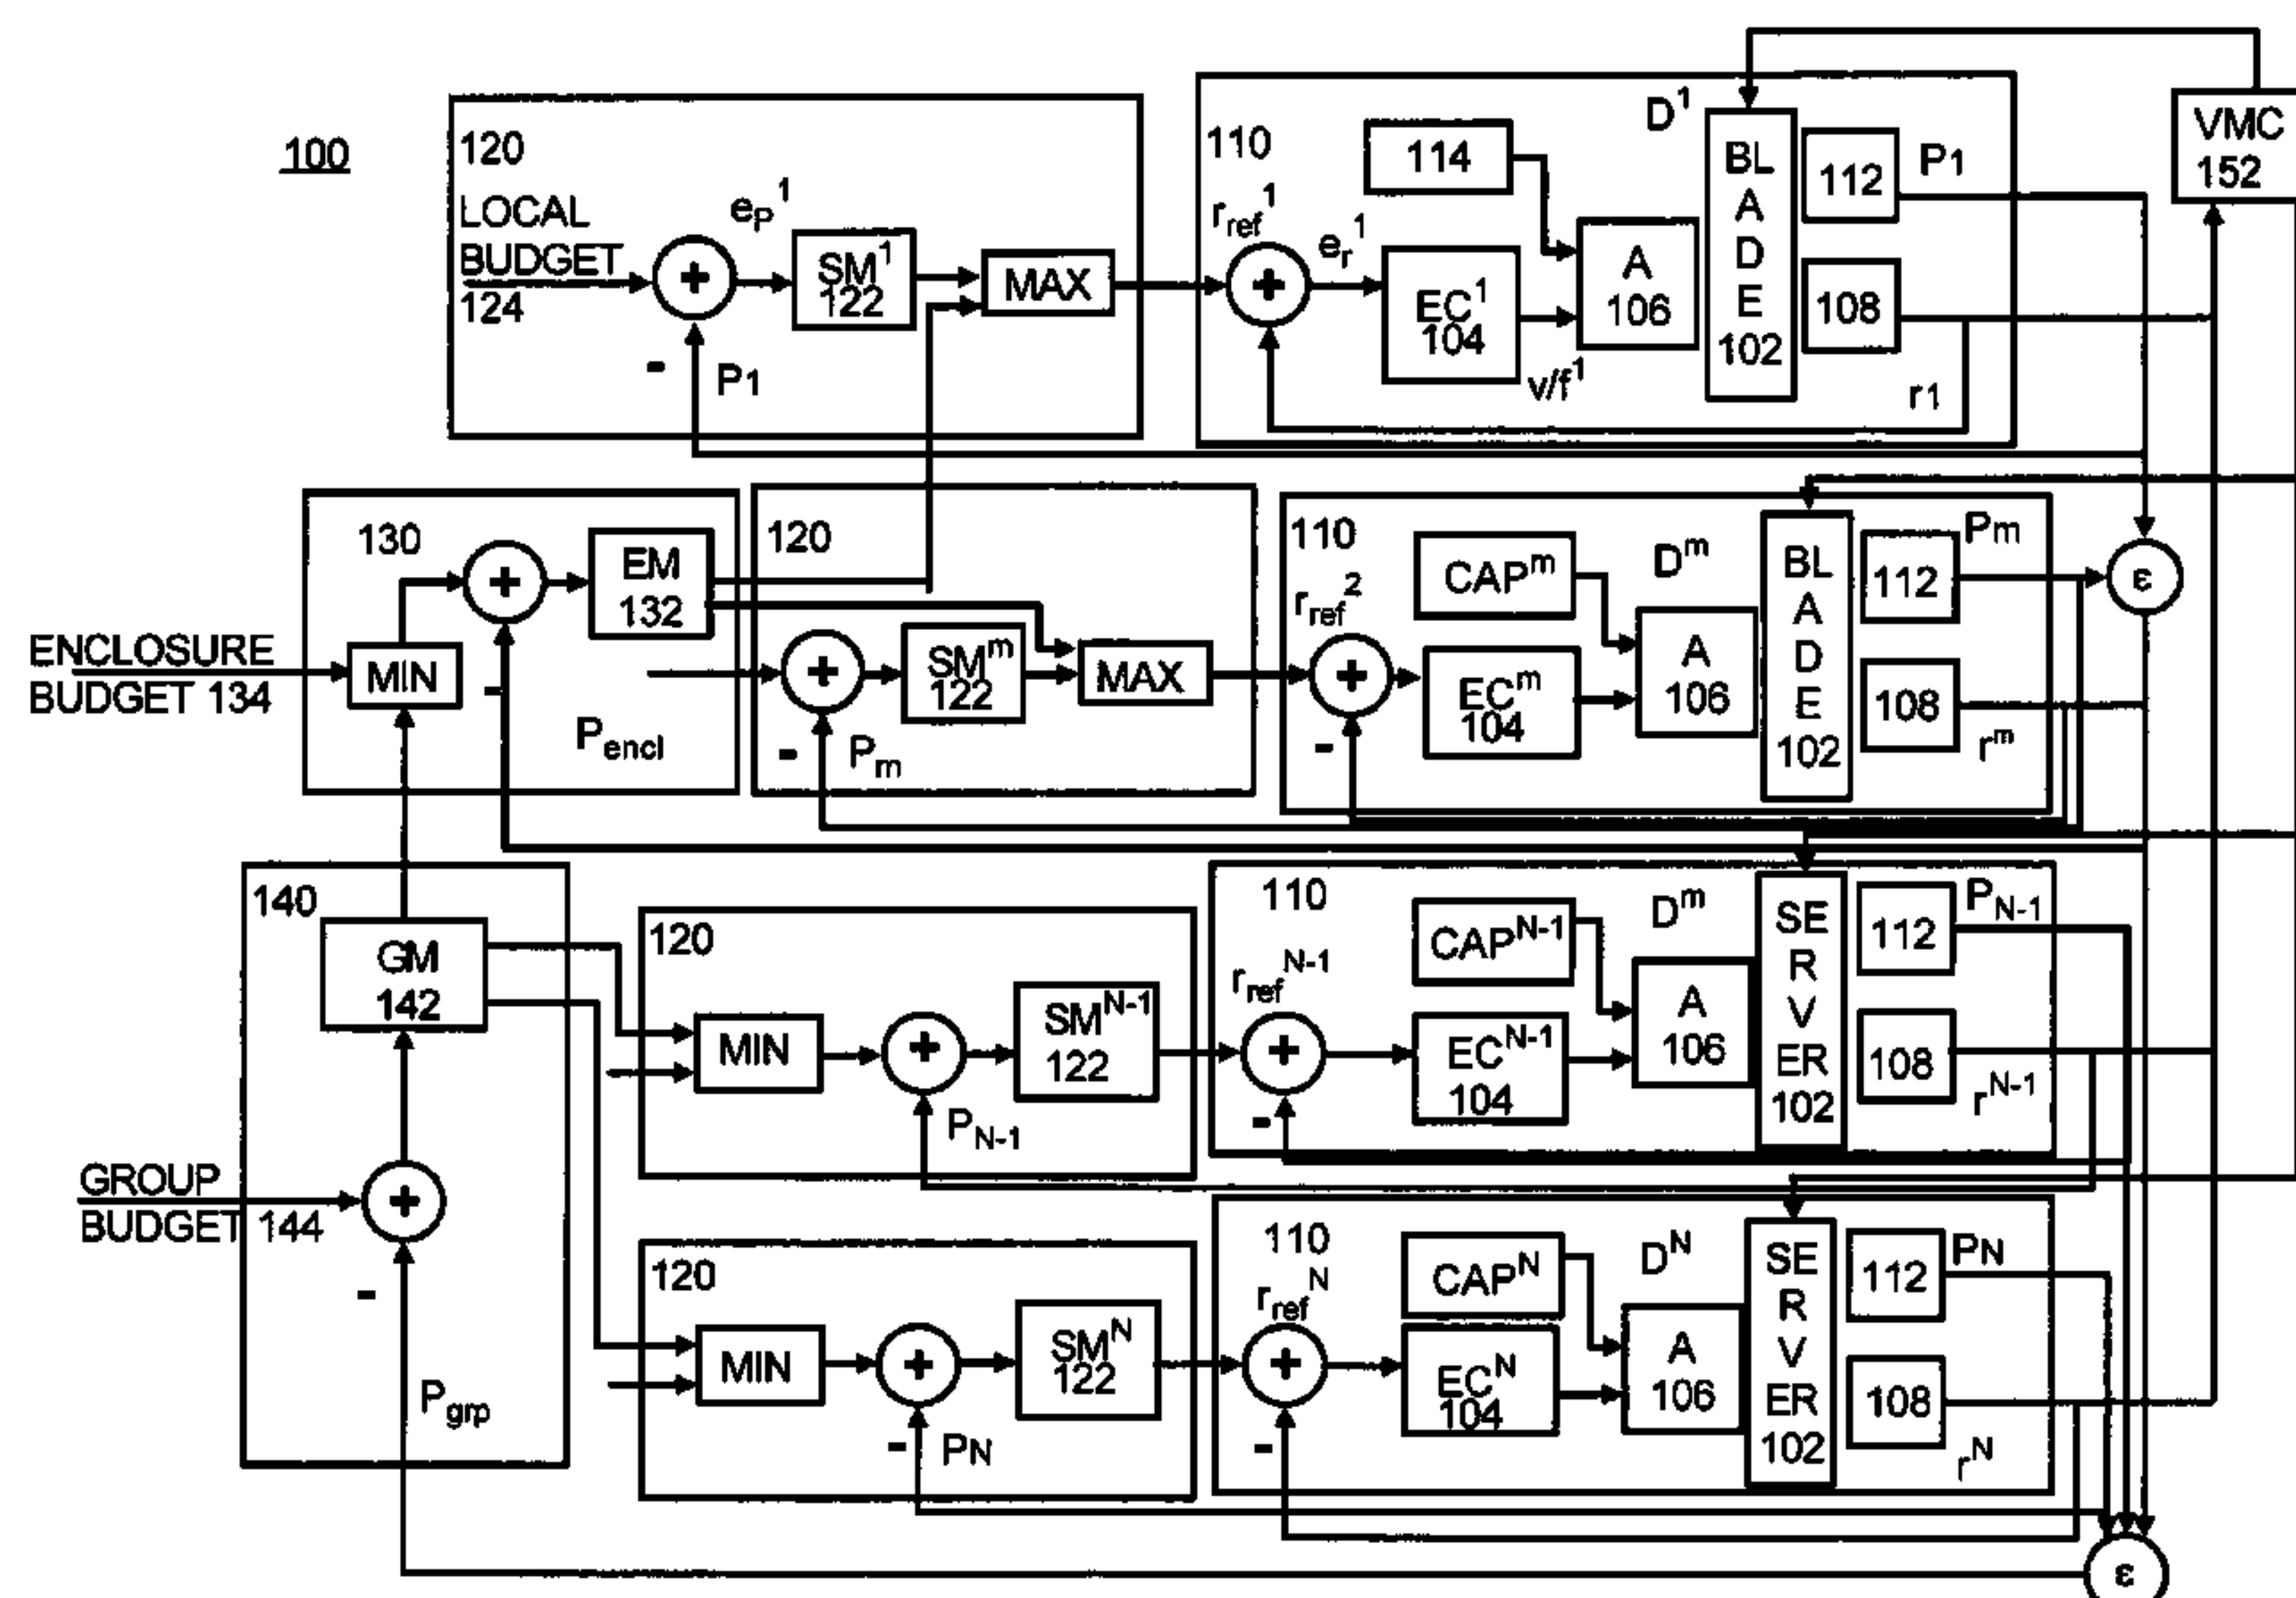 100
120
LOCAL
BUDGET
124
e_P^1
+
SM^1
122
MAX
-
P1
110
r_ref^1
+
e_r^1
114
EC^1
104
v/f^1
A
106
D^1
BL
A
D
E
102
112
P1
108
r1
VMC
152
130
+
EM
132
ENCLOSURE
BUDGET 134
MIN
-
P_encl
120
+
SM^m
122
MAX
-
P_m
110
r_ref^2
+
-
CAP^m
EC^m
104
A
106
D^m
BL
A
D
E
102
112
Pm
108
r^m
ε
140
GM
142
GROUP
BUDGET 144
+
-
P_grp
120
MIN
+
SM^N-1
122
P_N-1
110
r_ref^N-1
+
-
CAP^N-1
EC^N-1
104
A
106
D^m
SE
R
V
ER
102
112
P_N-1
108
r^N-1
120
MIN
+
SM^N
122
-
PN
110
r_ref^N
+
-
CAP^N
EC^N
104
A
106
D^N
SE
R
V
ER
102
112
PN
108
r^N
ε